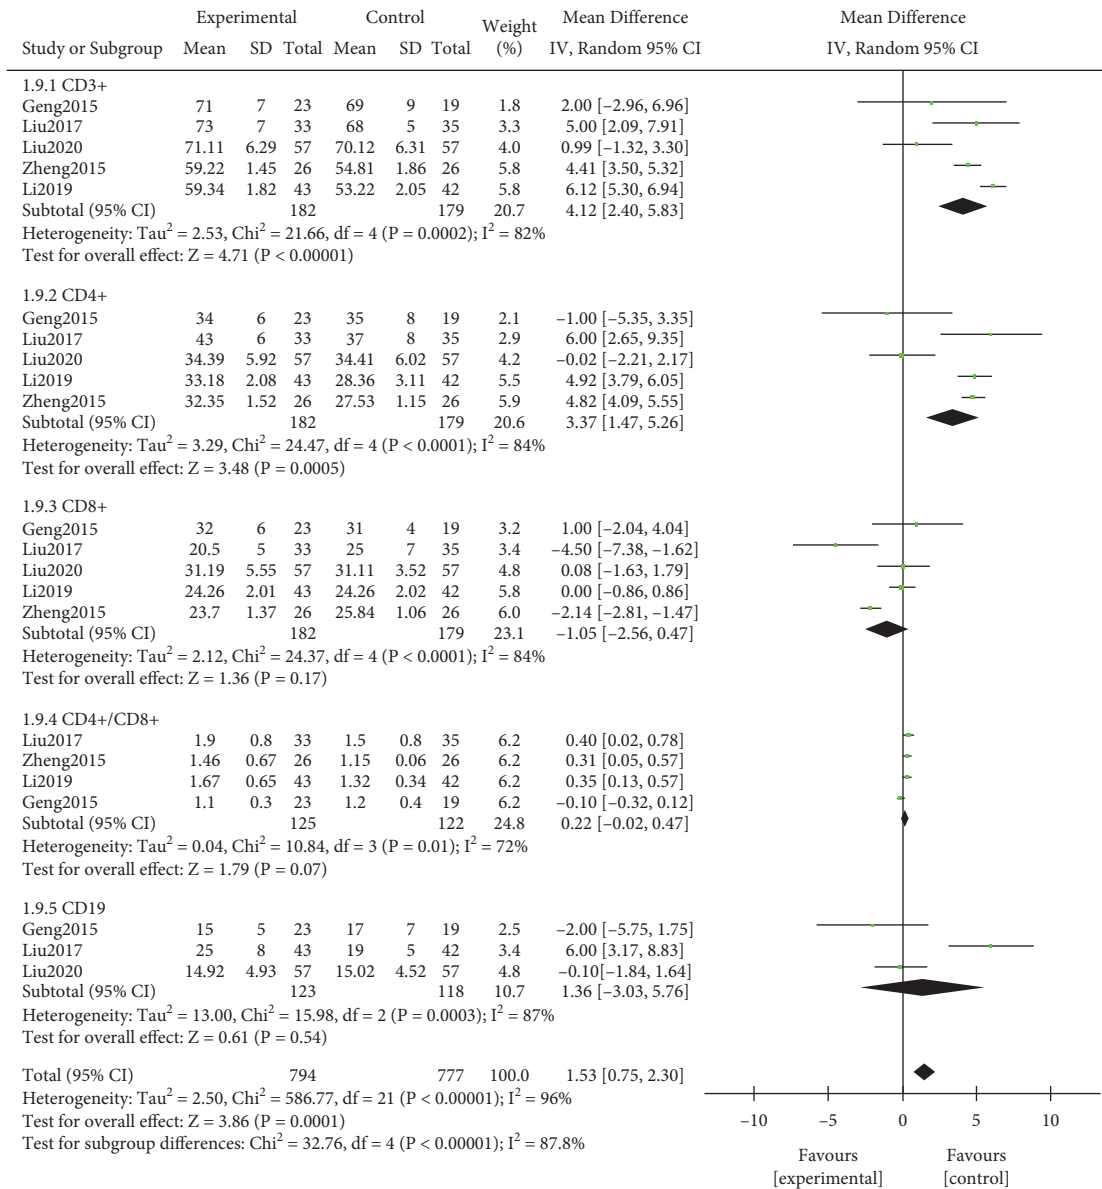 Experimental Control Weight Mean Difference Mean Difference
Study or Subgroup Mean SD Total Mean SD Total (%) IV, Random 95% CI IV, Random 95% CI
1.9.1 CD3+
Geng2015 71 7 23 69 9 19 1.8 2.00 [−2.96, 6.96]
Liu2017 73 7 33 68 5 35 3.3 5.00 [2.09, 7.91]
Liu2020 71.11 6.29 57 70.12 6.31 57 4.0 0.99 [−1.32, 3.30]
Zheng2015 59.22 1.45 26 54.81 1.86 26 5.8 4.41 [3.50, 5.32]
Li2019 59.34 1.82 43 53.22 2.05 42 5.8 6.12 [5.30, 6.94]
Subtotal (95% CI) 182 179 20.7 4.12 [2.40, 5.83]
Heterogeneity: Tau² = 2.53, Chi² = 21.66, df = 4 (P = 0.0002); I² = 82%
Test for overall effect: Z = 4.71 (P < 0.00001)
1.9.2 CD4+
Geng2015 34 6 23 35 8 19 2.1 −1.00 [−5.35, 3.35]
Liu2017 43 6 33 37 8 35 2.9 6.00 [2.65, 9.35]
Liu2020 34.39 5.92 57 34.41 6.02 57 4.2 −0.02 [−2.21, 2.17]
Li2019 33.18 2.08 43 28.36 3.11 42 5.5 4.92 [3.79, 6.05]
Zheng2015 32.35 1.52 26 27.53 1.15 26 5.9 4.82 [4.09, 5.55]
Subtotal (95% CI) 182 179 20.6 3.37 [1.47, 5.26]
Heterogeneity: Tau² = 3.29, Chi² = 24.47, df = 4 (P < 0.0001); I² = 84%
Test for overall effect: Z = 3.48 (P = 0.0005)
1.9.3 CD8+
Geng2015 32 6 23 31 4 19 3.2 1.00 [−2.04, 4.04]
Liu2017 20.5 5 33 25 7 35 3.4 −4.50 [−7.38, −1.62]
Liu2020 31.19 5.55 57 31.11 3.52 57 4.8 0.08 [−1.63, 1.79]
Li2019 24.26 2.01 43 24.26 2.02 42 5.8 0.00 [−0.86, 0.86]
Zheng2015 23.7 1.37 26 25.84 1.06 26 6.0 −2.14 [−2.81, −1.47]
Subtotal (95% CI) 182 179 23.1 −1.05 [−2.56, 0.47]
Heterogeneity: Tau² = 2.12, Chi² = 24.37, df = 4 (P < 0.0001); I² = 84%
Test for overall effect: Z = 1.36 (P = 0.17)
1.9.4 CD4+/CD8+
Liu2017 1.9 0.8 33 1.5 0.8 35 6.2 0.40 [0.02, 0.78]
Zheng2015 1.46 0.67 26 1.15 0.06 26 6.2 0.31 [0.05, 0.57]
Li2019 1.67 0.65 43 1.32 0.34 42 6.2 0.35 [0.13, 0.57]
Geng2015 1.1 0.3 23 1.2 0.4 19 6.2 −0.10 [−0.32, 0.12]
Subtotal (95% CI) 125 122 24.8 0.22 [−0.02, 0.47]
Heterogeneity: Tau² = 0.04, Chi² = 10.84, df = 3 (P = 0.01); I² = 72%
Test for overall effect: Z = 1.79 (P = 0.07)
1.9.5 CD19
Geng2015 15 5 23 17 7 19 2.5 −2.00 [−5.75, 1.75]
Liu2017 25 8 43 19 5 42 3.4 6.00 [3.17, 8.83]
Liu2020 14.92 4.93 57 15.02 4.52 57 4.8 −0.10[−1.84, 1.64]
Subtotal (95% CI) 123 118 10.7 1.36 [−3.03, 5.76]
Heterogeneity: Tau² = 13.00, Chi² = 15.98, df = 2 (P = 0.0003); I² = 87%
Test for overall effect: Z = 0.61 (P = 0.54)
Total (95% CI) 794 777 100.0 1.53 [0.75, 2.30]
Heterogeneity: Tau² = 2.50, Chi² = 586.77, df = 21 (P < 0.00001); I² = 96%
Test for overall effect: Z = 3.86 (P = 0.0001)
Test for subgroup differences: Chi² = 32.76, df = 4 (P < 0.00001); I² = 87.8%
−10 −5 0 5 10
Favours Favours
[experimental] [control]